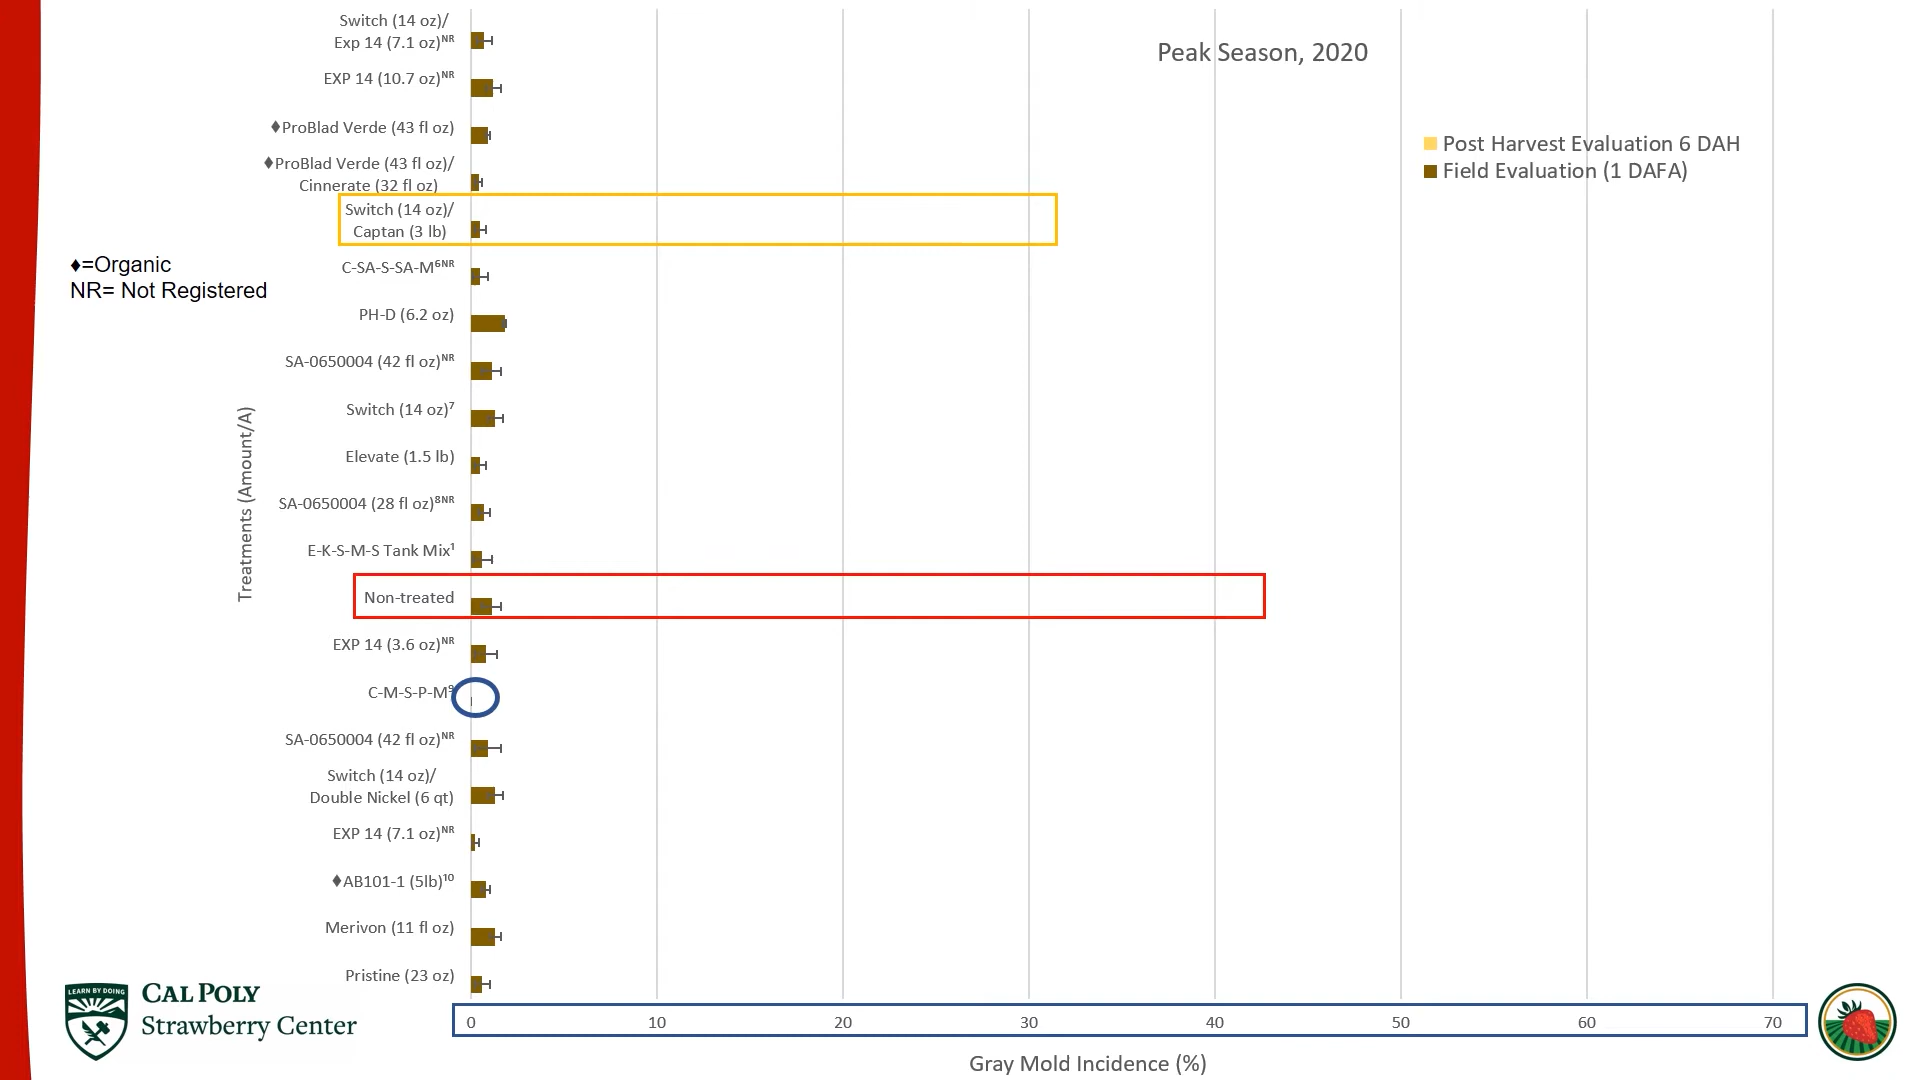 Peak Season, 2020
Post Harvest Evaluation 6 DAH
Field Evaluation (1 DAFA)
♦=Organic
NR= Not Registered
Treatments (Amount/A)
Switch (14 oz)/
Exp 14 (7.1 oz)ᴺᴿ
EXP 14 (10.7 oz)ᴺᴿ
♦ProBlad Verde (43 fl oz)
♦ProBlad Verde (43 fl oz)/
Cinnerate (32 fl oz)
Switch (14 oz)/
Captan (3 lb)
C-SA-S-SA-M⁶ᴺᴿ
PH-D (6.2 oz)
SA-0650004 (42 fl oz)ᴺᴿ
Switch (14 oz)⁷
Elevate (1.5 lb)
SA-0650004 (28 fl oz)⁸ᴺᴿ
E-K-S-M-S Tank Mix¹
Non-treated
EXP 14 (3.6 oz)ᴺᴿ
C-M-S-P-M⁹
SA-0650004 (42 fl oz)ᴺᴿ
Switch (14 oz)/
Double Nickel (6 qt)
EXP 14 (7.1 oz)ᴺᴿ
♦AB101-1 (5lb)¹⁰
Merivon (11 fl oz)
Pristine (23 oz)
0 10 20 30 40 50 60 70
Gray Mold Incidence (%)
LEARN BY DOING
CAL POLY
Strawberry Center